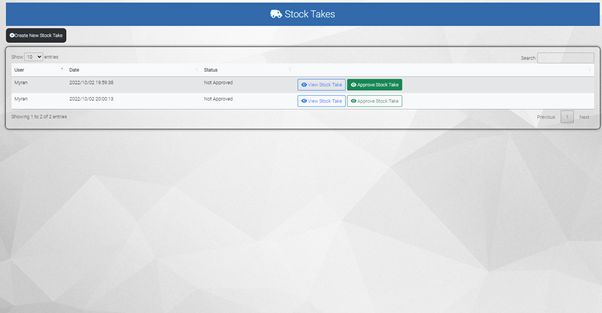 Stock Takes
Create New Stock Take
Show 10 entries
Search:
User Date Status
Myran 2022/10/02 19:59:38 Not Approved View Stock Take Approve Stock Take
Myran 2022/10/02 20:00:13 Not Approved View Stock Take Approve Stock Take
Showing 1 to 2 of 2 entries
Previous 1 Next